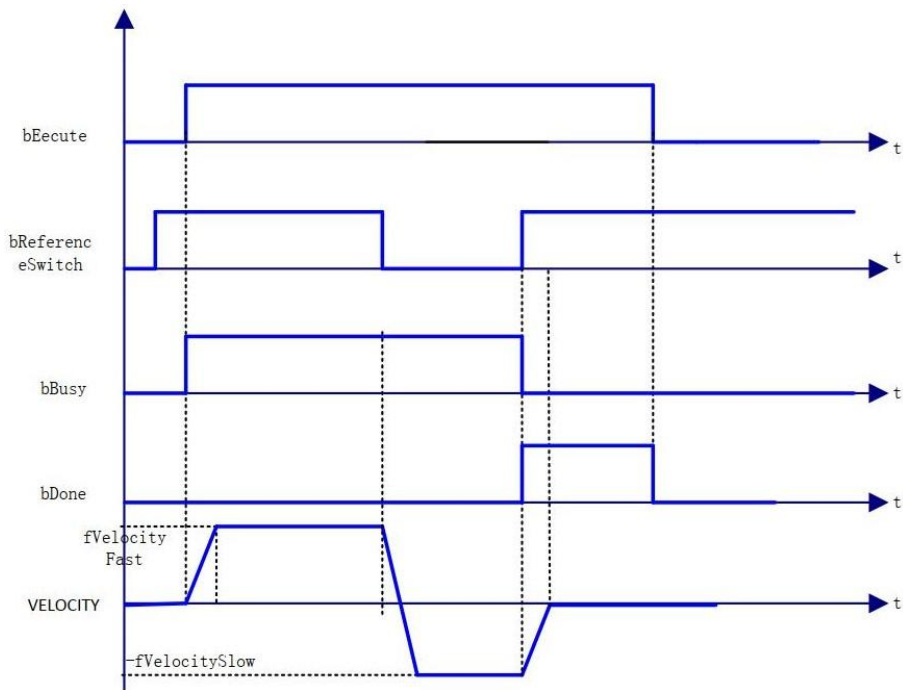 bEecute
t
bReferenc
eSwitch
t
bBusy
t
bDone
t
fVelocity
Fast
VELOCITY
t
-fVelocitySlow